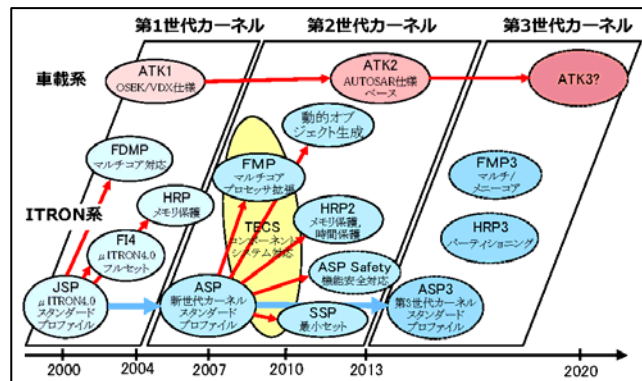 第1世代カーネル
第2世代カーネル
第3世代カーネル
車載系
ATK1
OSEK/VDX仕様
ATK2
AUTOSAR仕様
ベース
ATK3?
動的オブ
ジェクト生成
FDMP
マルチコア対応
FMP
マルチコア
プロセッサ拡張
FMP3
マルチ/
メニーコア
ITRON系
HRP
メモリ保護
HRP2
メモリ保護,
時間保護
HRP3
パーティショニング
TECS
コンポーネント
システム対応
FI4
μITRON4.0
フルセット
ASP Safety
機能安全対応
JSP
μITRON4.0
スタンダード
プロファイル
ASP
新世代カーネル
スタンダード
プロファイル
SSP
最小セット
ASP3
第3世代カーネル
スタンダード
プロファイル
2000
2004
2007
2010
2013
2020